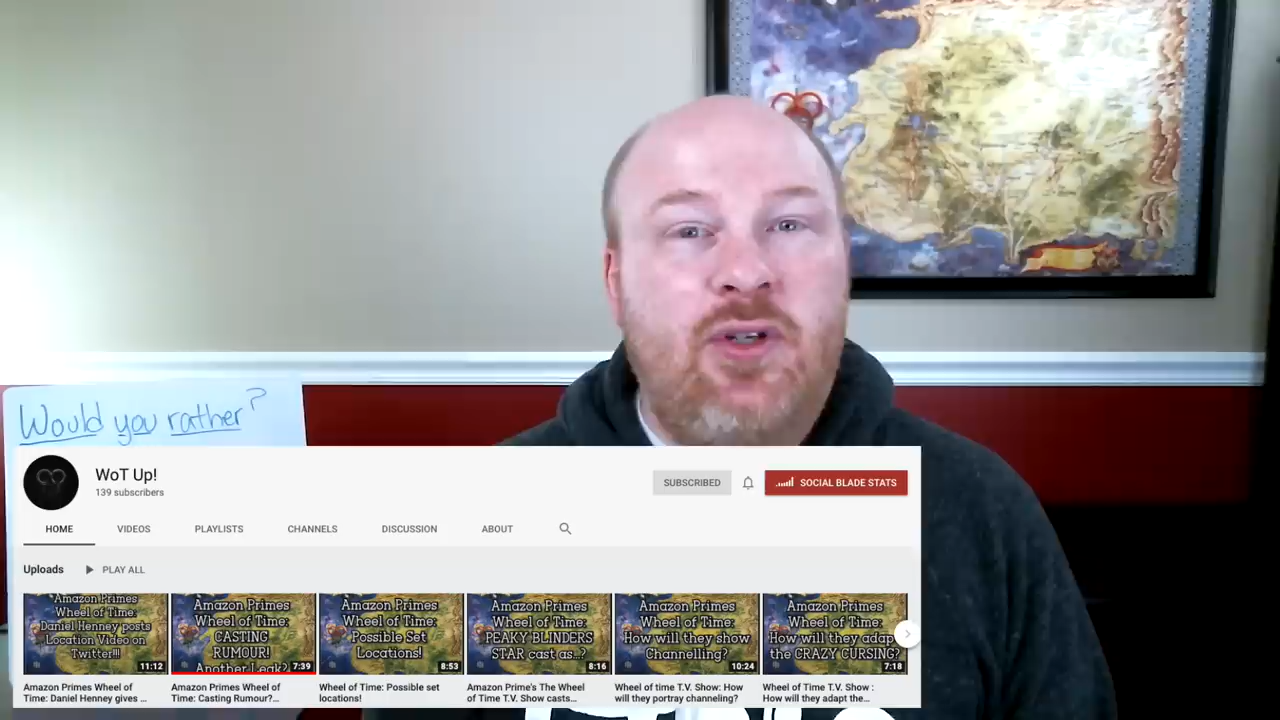 Would you rather?
WoT Up!
139 subscribers
SUBSCRIBED
SOCIAL BLADE STATS
HOME VIDEOS PLAYLISTS CHANNELS DISCUSSION ABOUT
Uploads PLAY ALL
Amazon Primes
Wheel of Time:
Daniel Henney posts
Location Video on
Twitter!!!
11:12
Amazon Primes
Wheel of Time:
CASTING
RUMOUR!
Another Leak?
7:39
Amazon Primes
Wheel of Time:
Possible Set
Locations!
8:53
Amazon Primes
Wheel of Time:
PEAKY BLINDERS
STAR cast as..?
8:16
Amazon Primes
Wheel of Time:
How will they show
Channelling?
10:24
Amazon Primes
Wheel of Time:
How will they adap
the CRAZY CURSING?
7:18
Amazon Primes Wheel of
Time: Daniel Henney gives ...
Amazon Primes Wheel of
Time: Casting Rumour?...
Wheel of Time: Possible set
locations!
Amazon Prime's The Wheel
of Time T.V. Show casts...
Wheel of time T.V. Show: How
will they portray channeling?
Wheel of Time T.V. Show :
How will they adapt the...